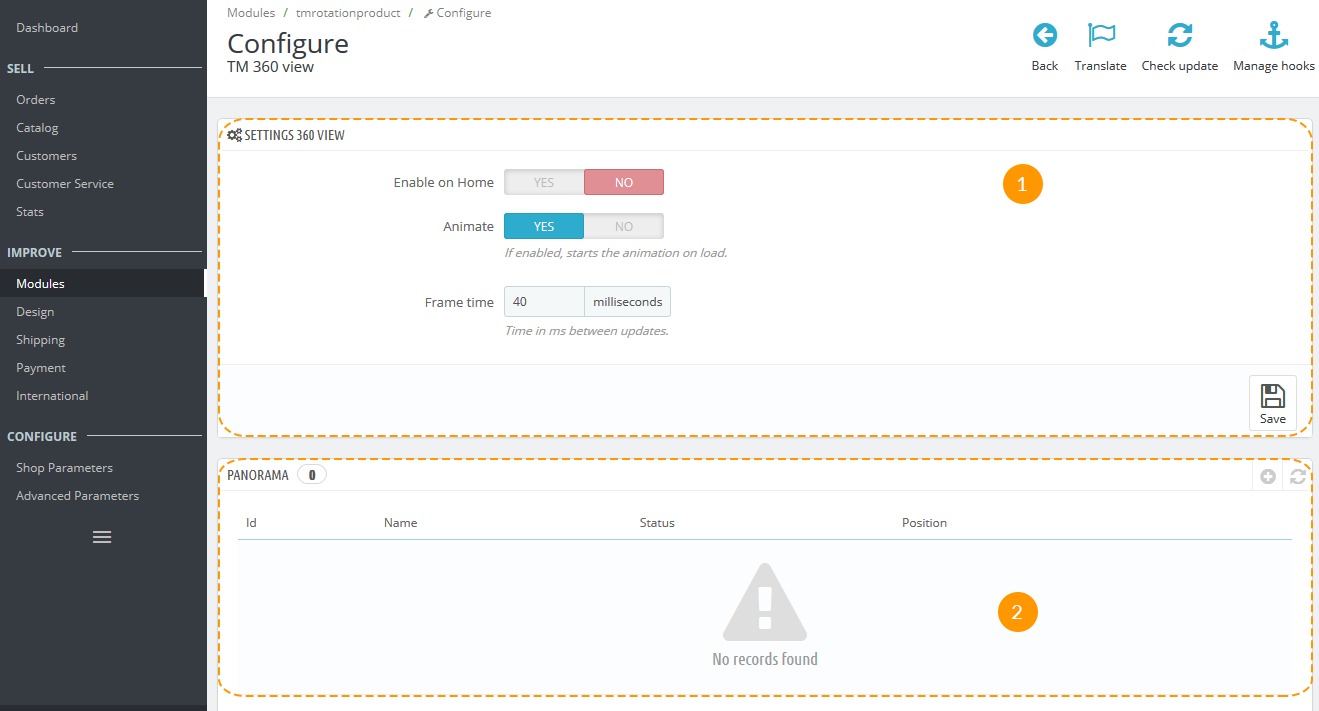 Dashboard
SELL
Orders
Catalog
Customers
Customer Service
Stats
IMPROVE
Modules
Design
Shipping
Payment
International
CONFIGURE
Shop Parameters
Advanced Parameters
Modules / tmrotationproduct / Configure
Configure
TM 360 view
Back Translate Check update Manage hooks
SETTINGS 360 VIEW
1
Enable on Home YES NO
Animate YES NO
If enabled, starts the animation on load.
Frame time 40 milliseconds
Time in ms between updates.
Save
PANORAMA 0
Id Name Status Position
2
No records found